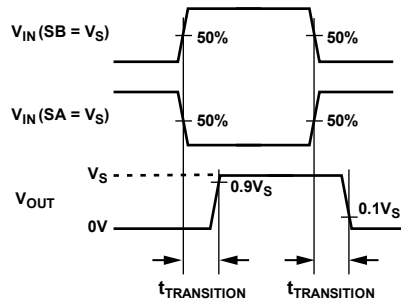 V_IN (SB = V_S)
50%
50%
V_IN (SA = V_S)
50%
50%
V_S
0.9V_S
V_OUT
0.1V_S
0V
t_TRANSITION
t_TRANSITION